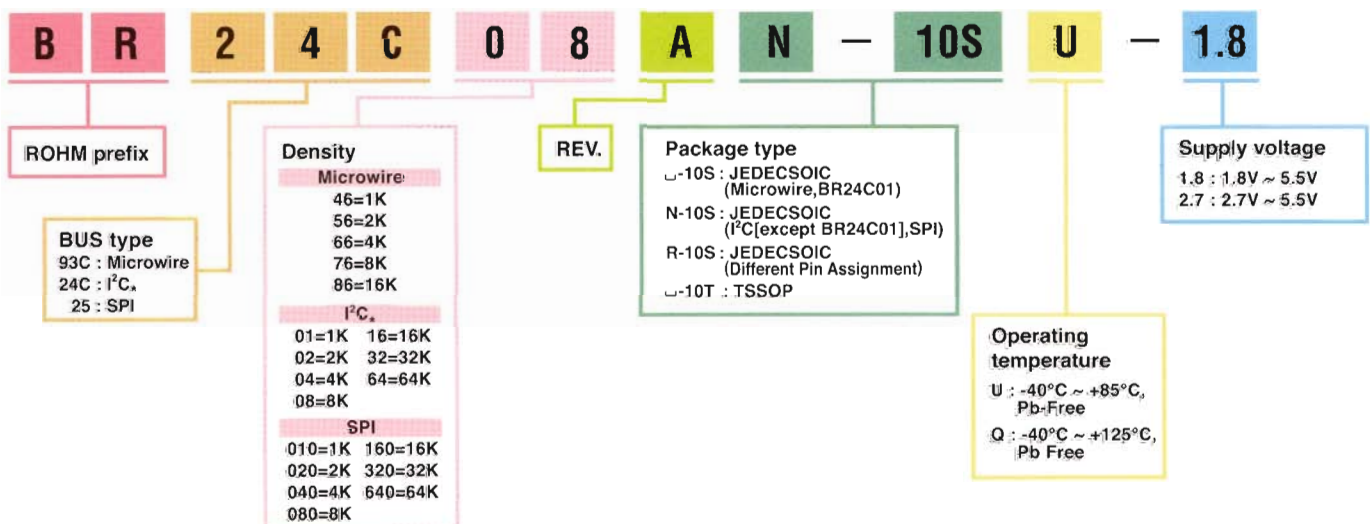 B R 2 4 C 0 8 A N — 10S U — 1.8
ROHM prefix
BUS type
93C : Microwire
24C : I²C*
25 : SPI
Density
Microwire
46=1K
56=2K
66=4K
76=8K
86=16K
I²C*
01=1K 16=16K
02=2K 32=32K
04=4K 64=64K
08=8K
SPI
010=1K 160=16K
020=2K 320=32K
040=4K 640=64K
080=8K
REV.
Package type
⌴-10S : JEDECSOIC
(Microwire,BR24C01)
N-10S : JEDECSOIC
(I²C[except BR24C01],SPI)
R-10S : JEDECSOIC
(Different Pin Assignment)
⌴-10T : TSSOP
Operating
temperature
U : -40°C ~ +85°C,
Pb-Free
Q : -40°C ~ +125°C,
Pb Free
Supply voltage
1.8 : 1.8V ~ 5.5V
2.7 : 2.7V ~ 5.5V